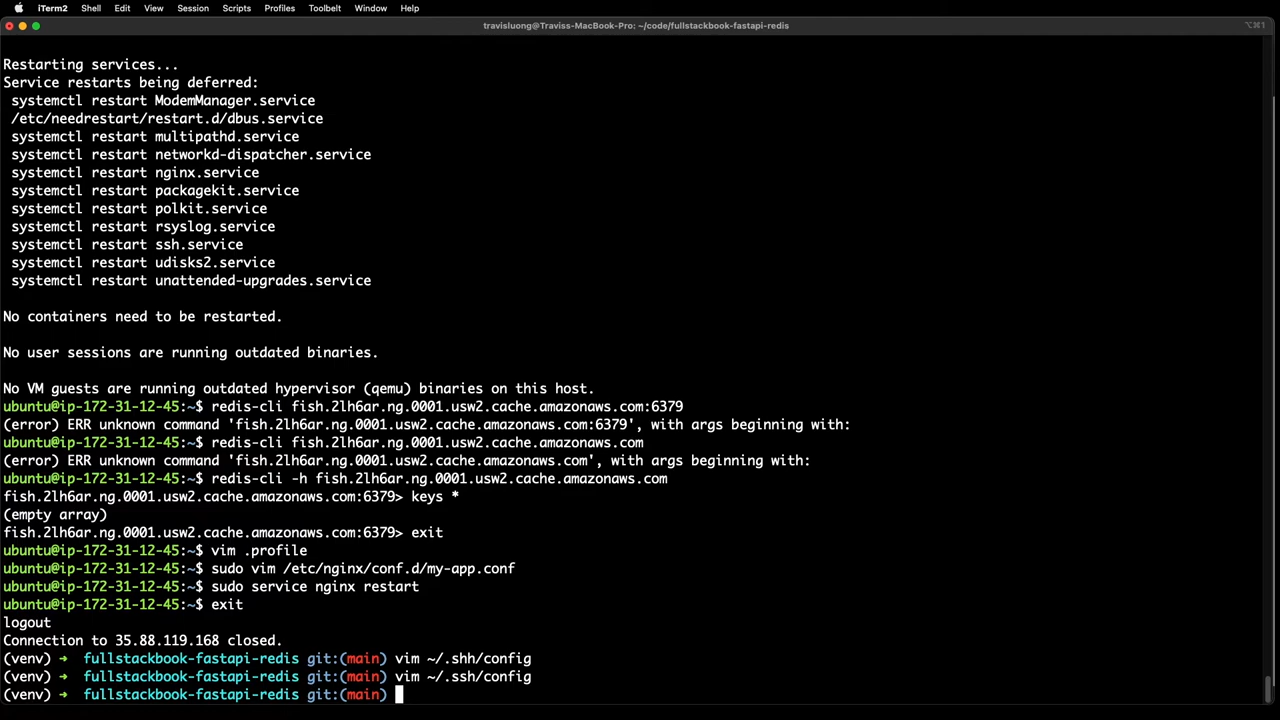 iTerm2 Shell Edit View Session Scripts Profiles Toolbelt Window Help
travisluong@Traviss-MacBook-Pro: ~/code/fullstackbook-fastapi-redis
⌥⌘1
Restarting services...
Service restarts being deferred:
systemctl restart ModemManager.service
/etc/needrestart/restart.d/dbus.service
systemctl restart multipathd.service
systemctl restart networkd-dispatcher.service
systemctl restart nginx.service
systemctl restart packagekit.service
systemctl restart polkit.service
systemctl restart rsyslog.service
systemctl restart ssh.service
systemctl restart udisks2.service
systemctl restart unattended-upgrades.service
No containers need to be restarted.
No user sessions are running outdated binaries.
No VM guests are running outdated hypervisor (qemu) binaries on this host.
ubuntu@ip-172-31-12-45:~$ redis-cli fish.2lh6ar.ng.0001.usw2.cache.amazonaws.com:6379
(error) ERR unknown command 'fish.2lh6ar.ng.0001.usw2.cache.amazonaws.com:6379', with args beginning with:
ubuntu@ip-172-31-12-45:~$ redis-cli fish.2lh6ar.ng.0001.usw2.cache.amazonaws.com
(error) ERR unknown command 'fish.2lh6ar.ng.0001.usw2.cache.amazonaws.com', with args beginning with:
ubuntu@ip-172-31-12-45:~$ redis-cli -h fish.2lh6ar.ng.0001.usw2.cache.amazonaws.com
fish.2lh6ar.ng.0001.usw2.cache.amazonaws.com:6379> keys *
(empty array)
fish.2lh6ar.ng.0001.usw2.cache.amazonaws.com:6379> exit
ubuntu@ip-172-31-12-45:~$ vim .profile
ubuntu@ip-172-31-12-45:~$ sudo vim /etc/nginx/conf.d/my-app.conf
ubuntu@ip-172-31-12-45:~$ sudo service nginx restart
ubuntu@ip-172-31-12-45:~$ exit
logout
Connection to 35.88.119.168 closed.
(venv) ➜ fullstackbook-fastapi-redis git:(main) vim ~/.shh/config
(venv) ➜ fullstackbook-fastapi-redis git:(main) vim ~/.ssh/config
(venv) ➜ fullstackbook-fastapi-redis git:(main)